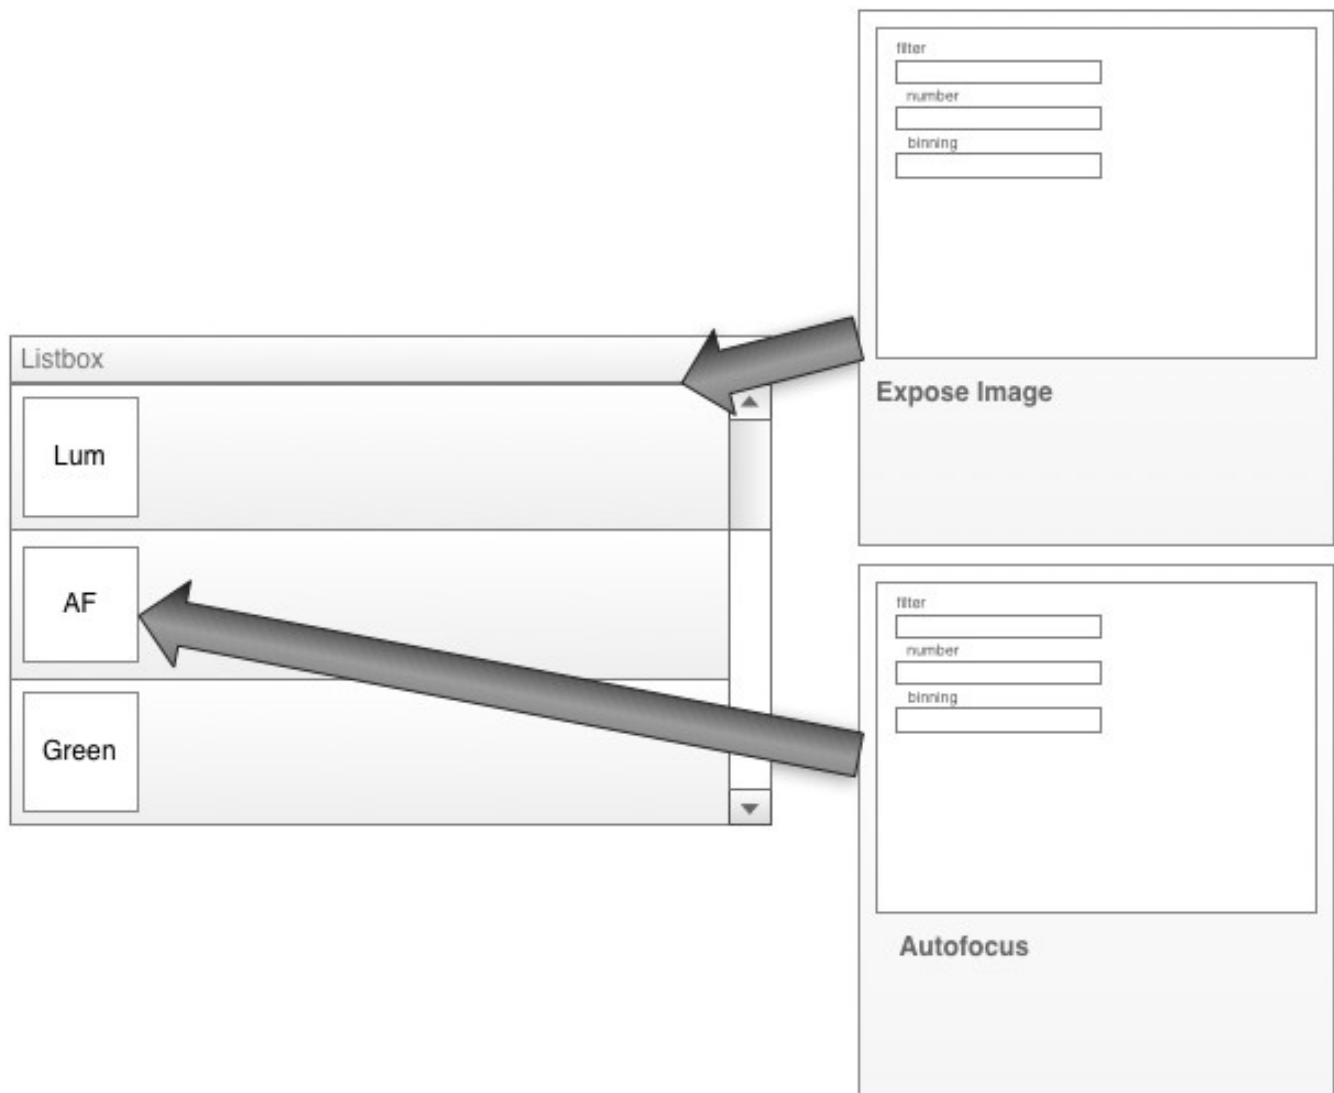 Listbox
Lum
AF
Green
filter
number
binning
Expose Image
filter
number
binning
Autofocus